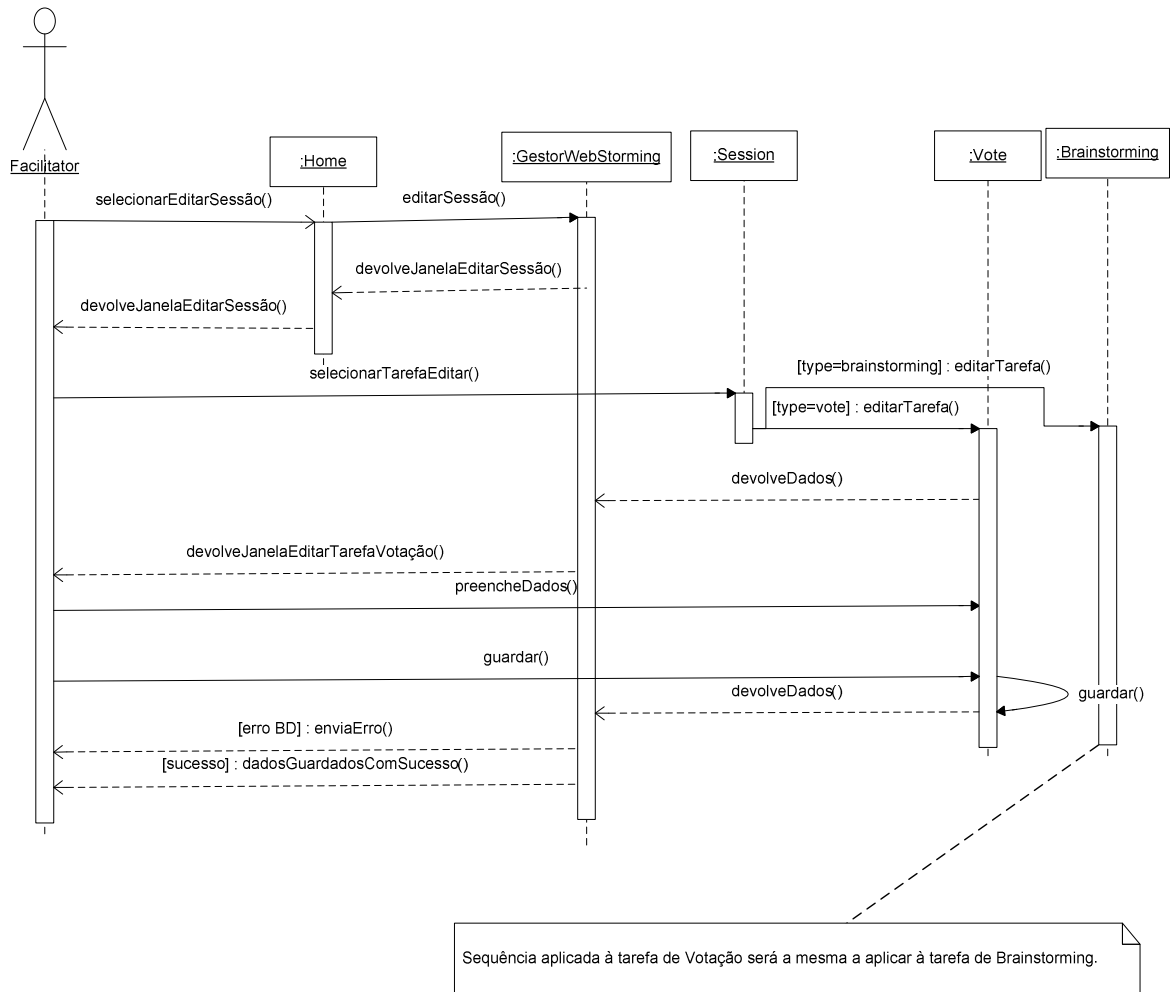 Facilitator
:Home
:GestorWebStorming
:Session
:Vote
:Brainstorming
selecionarEditarSessão()
editarSessão()
devolveJanelaEditarSessão()
devolveJanelaEditarSessão()
selecionarTarefaEditar()
[type=brainstorming] : editarTarefa()
[type=vote] : editarTarefa()
devolveDados()
devolveJanelaEditarTarefaVotação()
preencheDados()
guardar()
devolveDados()
guardar()
[erro BD] : enviaErro()
[sucesso] : dadosGuardadosComSucesso()
Sequência aplicada à tarefa de Votação será a mesma a aplicar à tarefa de Brainstorming.